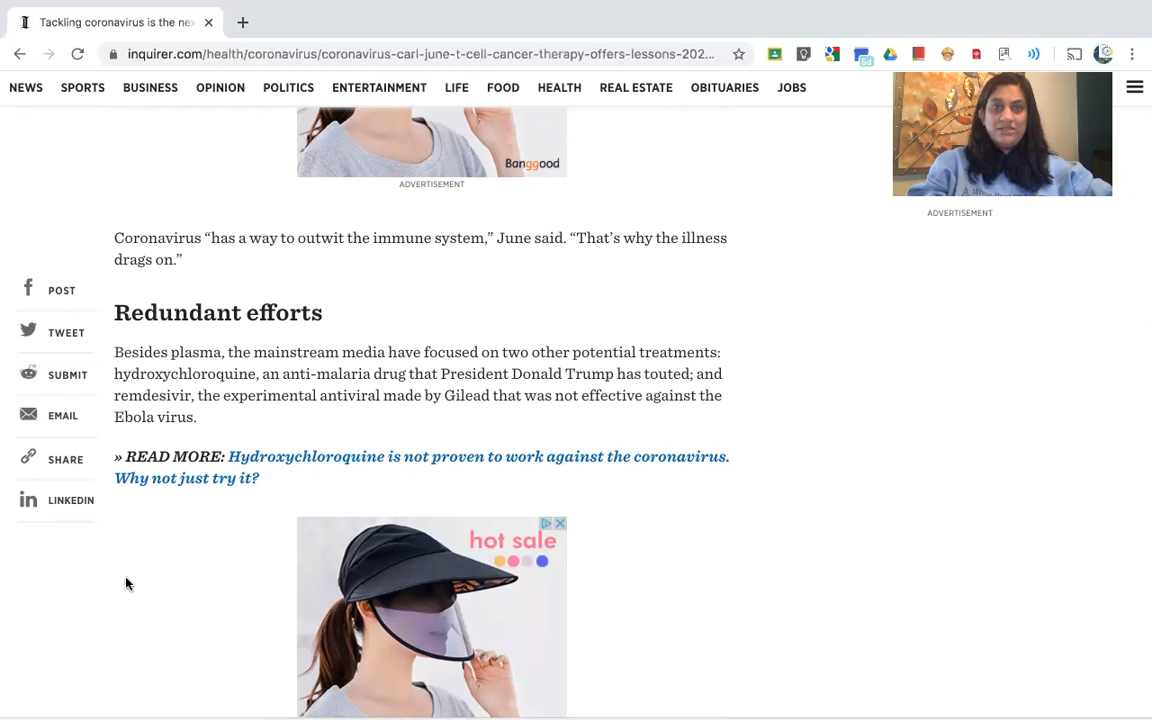 Tackling coronavirus is the ne
inquirer.com/health/coronavirus/coronavirus-carl-june-t-cell-cancer-therapy-offers-lessons-202...
5d
NEWS SPORTS BUSINESS OPINION POLITICS ENTERTAINMENT LIFE FOOD HEALTH REAL ESTATE OBITUARIES JOBS
Banggood
ADVERTISEMENT
ADVERTISEMENT
Coronavirus “has a way to outwit the immune system,” June said. “That’s why the illness
drags on.”
Redundant efforts
Besides plasma, the mainstream media have focused on two other potential treatments:
hydroxychloroquine, an anti-malaria drug that President Donald Trump has touted; and
remdesivir, the experimental antiviral made by Gilead that was not effective against the
Ebola virus.
» READ MORE: Hydroxychloroquine is not proven to work against the coronavirus.
Why not just try it?
POST
TWEET
SUBMIT
EMAIL
SHARE
in LINKEDIN
hot sale